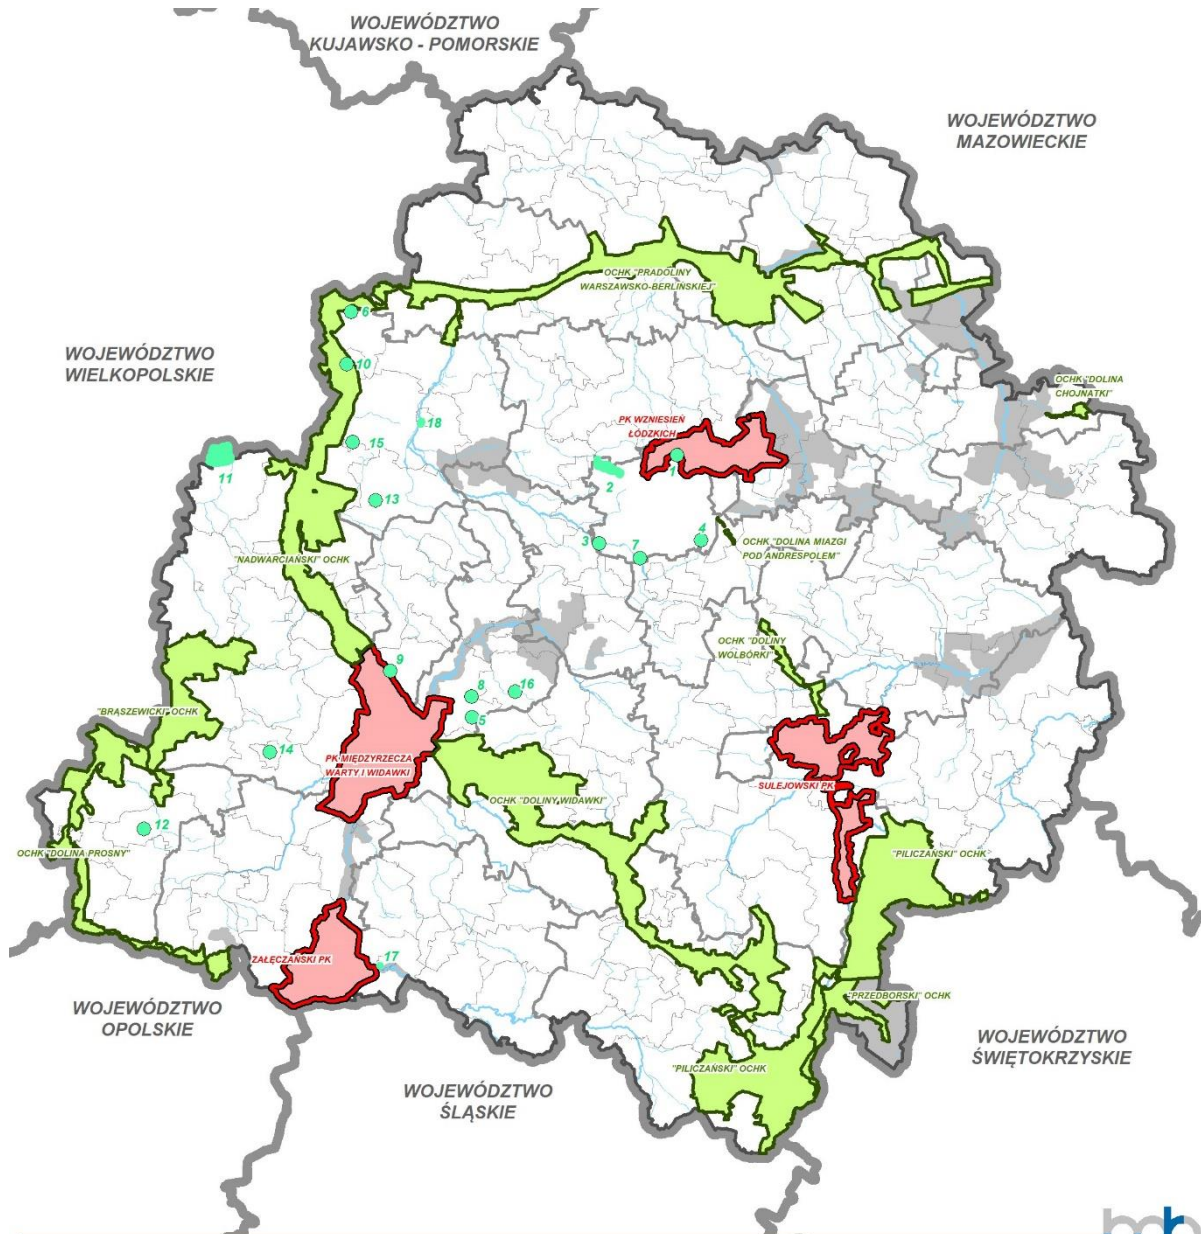 WOJEWÓDZTWO
KUJAWSKO - POMORSKIE
WOJEWÓDZTWO
MAZOWIECKIE
OCHK "PRADOLINY
WARSZAWSKO-BERLIŃSKIEJ"
6
WOJEWÓDZTWO
WIELKOPOLSKIE
10
OCHK "DOLINA
CHOJNATKI"
PK WZNIESIEŃ
ŁÓDZKICH
18
15
1
11
2
13
4
3
7
OCHK "DOLINA MIAZGI
POD ANDRESPOLEM"
"NADWARCIAŃSKI" OCHK
OCHK "DOLINY
WOLBÓRKI"
9
8
16
5
"BRĄSZEWICKI" OCHK
14
PK MIĘDZYRZECZA
WARTY I WIDAWKI
SULEJOWSKI PK
OCHK "DOLINY WIDAWKI"
12
OCHK "DOLINA PROSNY"
"PILICZAŃSKI" OCHK
ZAŁĘCZAŃSKI PK
17
"PRZEDBORSKI" OCHK
WOJEWÓDZTWO
OPOLSKIE
WOJEWÓDZTWO
ŚWIĘTOKRZYSKIE
"PILICZAŃSKI" OCHK
WOJEWÓDZTWO
ŚLĄSKIE